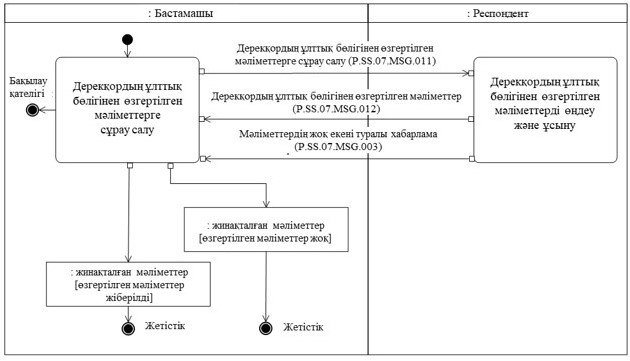 : Бастамашы
: Респондент
Дерекқордың ұлттық бөлігінен өзгертілген
мәліметтерге сұрау салу (P.SS.07.MSG.011)
Бақылау
қателігі
Дерекқордың ұлттық
бөлігінен өзгертілген
мәліметтерге
сұрау салу
Дерекқордың ұлттық
бөлігінен өзгертілген
мәліметтерді өңдеу
және ұсыну
Дерекқордың ұлттық бөлігінен өзгертілген мәліметтер
(P.SS.07.MSG.012)
Мәліметтердің жоқ екені туралы хабарлама
(P.SS.07.MSG.003)
: жинақталған мәліметтер
[өзгертілген мәліметтер жоқ]
: жинақталған мәліметтер
[өзгертілген мәліметтер
жіберілді]
Жетістік
Жетістік